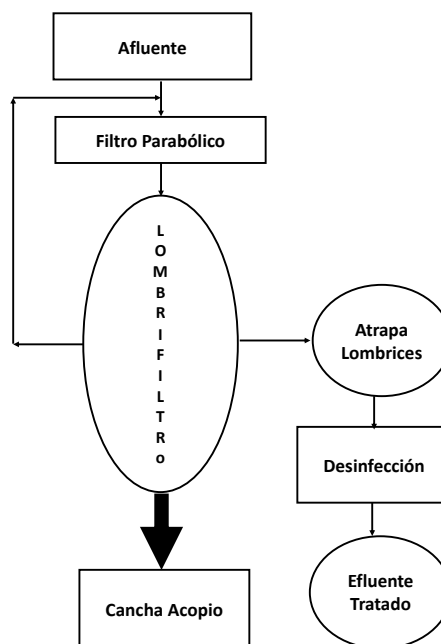 Afluente
Filtro Parabólico
L
O
M
B
R
I
F
I
L
T
R
o
Atrapa
Lombrices
Desinfección
Efluente
Tratado
Cancha Acopio